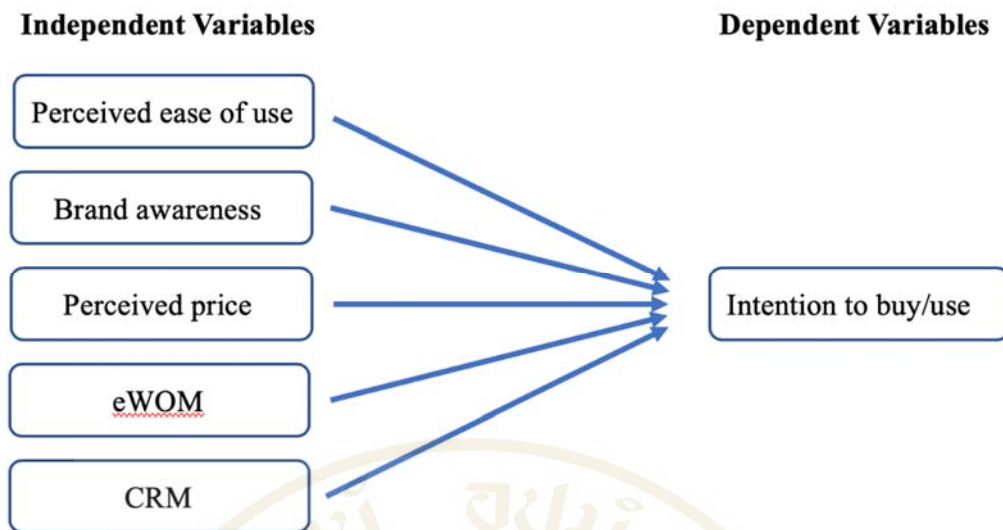 Independent Variables
Dependent Variables
Perceived ease of use
Brand awareness
Perceived price
Intention to buy/use
eWOM
CRM